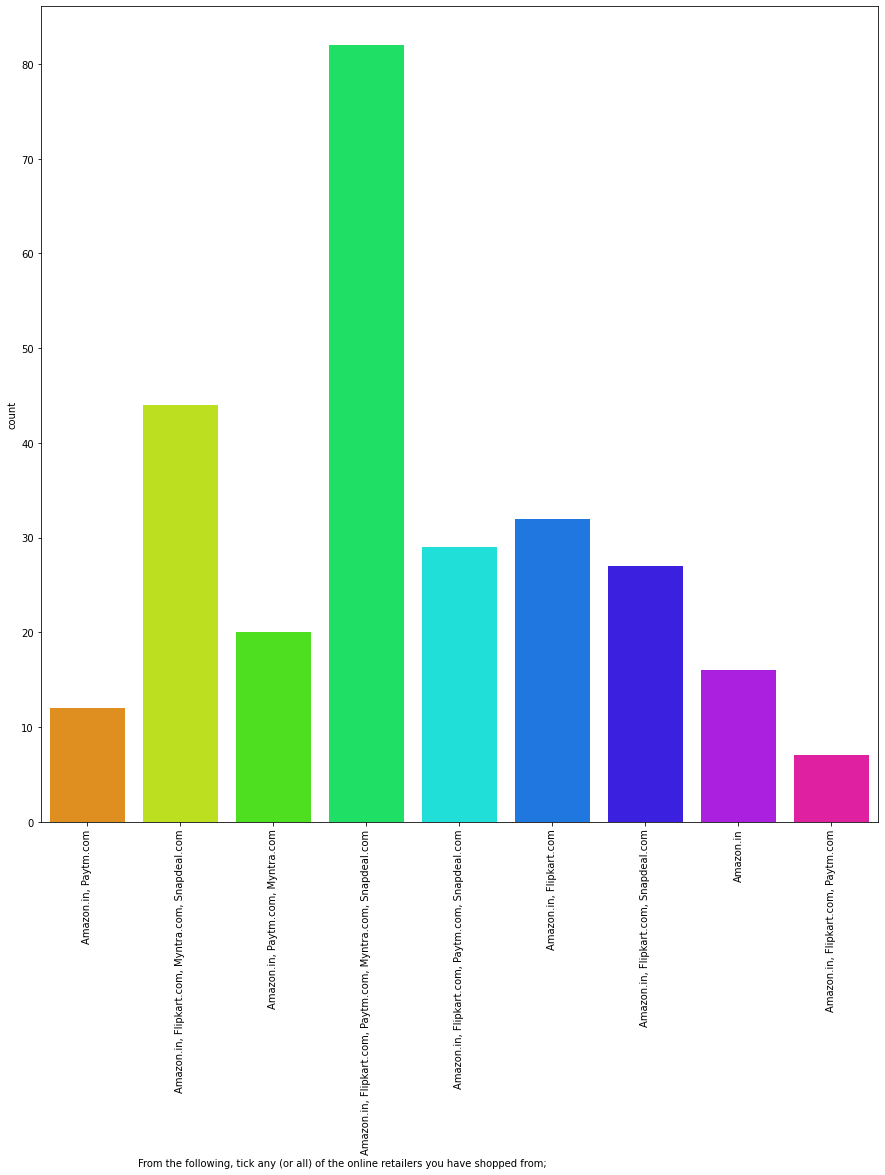 count
80
70
60
50
40
30
20
10
0
Amazon.in, Paytm.com
Amazon.in, Flipkart.com, Myntra.com, Snapdeal.com
Amazon.in, Paytm.com, Myntra.com
Amazon.in, Flipkart.com, Paytm.com, Myntra.com, Snapdeal.com
Amazon.in, Flipkart.com, Paytm.com, Snapdeal.com
Amazon.in, Flipkart.com
Amazon.in, Flipkart.com, Snapdeal.com
Amazon.in
Amazon.in, Flipkart.com, Paytm.com
From the following, tick any (or all) of the online retailers you have shopped from;